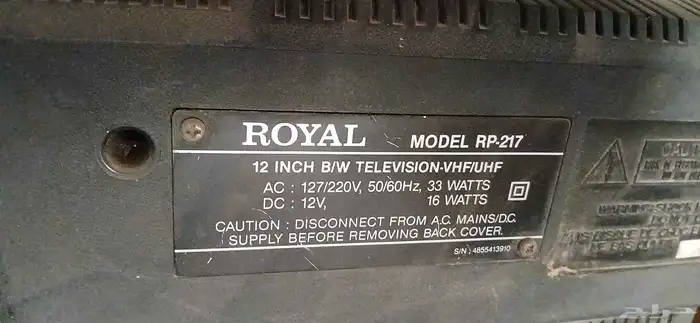 ROYAL MODEL RP-217
12 INCH B/W TELEVISION-VHF/UHF
AC : 127/220V, 50/60Hz, 33 WATTS
DC : 12V, 16 WATTS
CAUTION : DISCONNECT FROM A.C. MAINS/D.C.
SUPPLY BEFORE REMOVING BACK COVER.
S/N : 4855413910
CAUTION